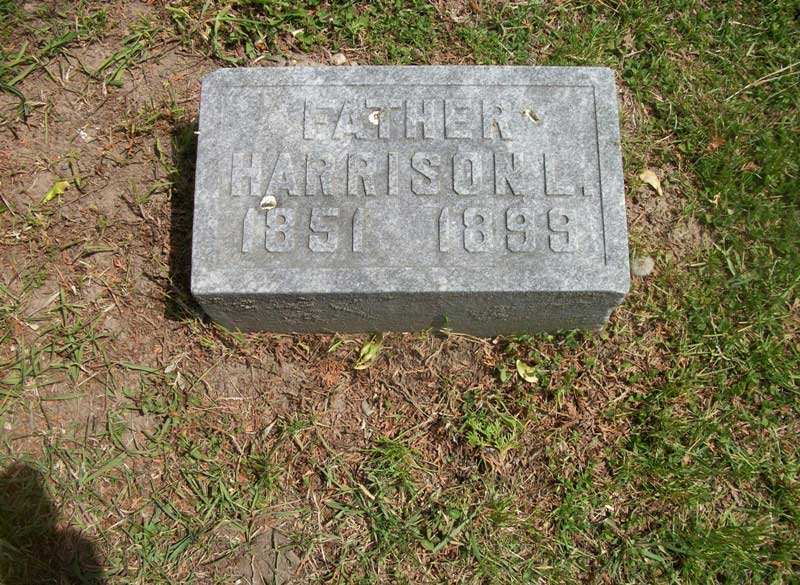 FATHER
HARRISON L.
1851 1899